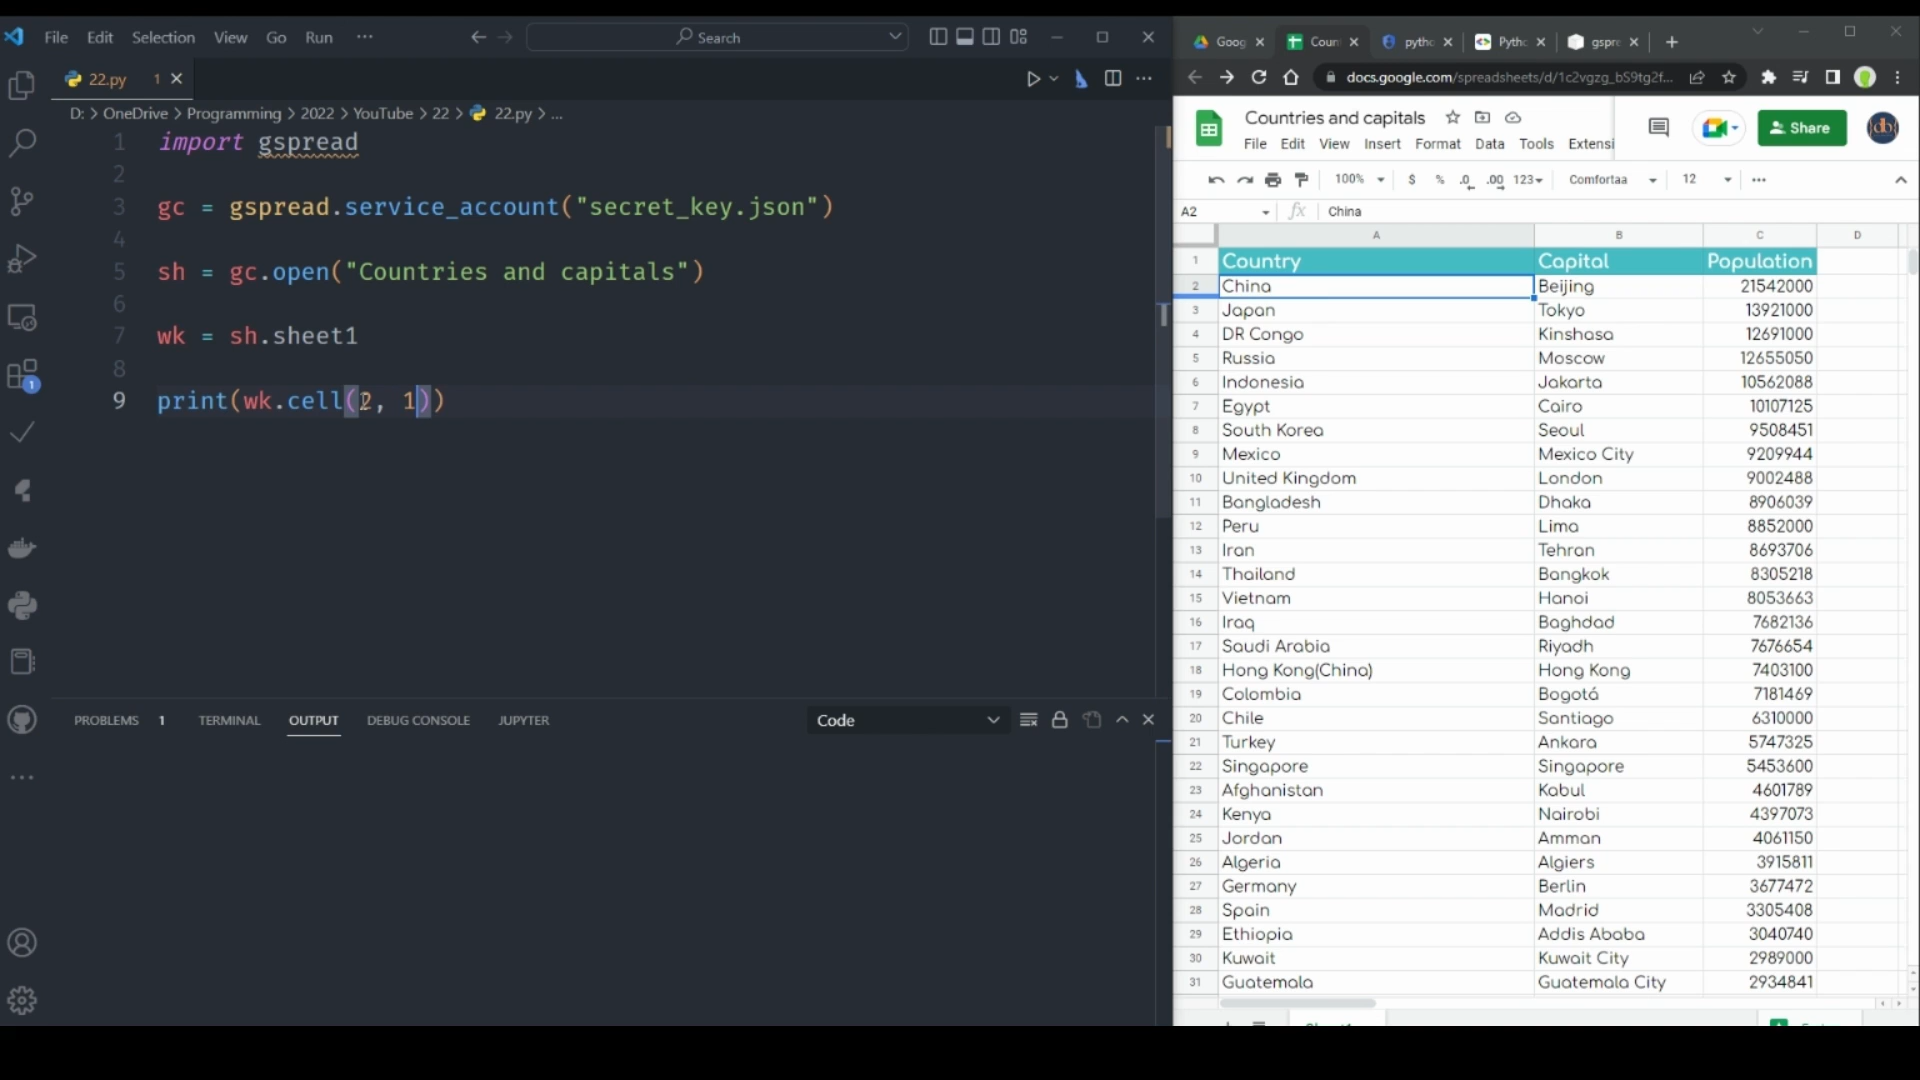 File Edit Selection View Go Run ··· Search
22.py 1
D: > OneDrive > Programming > 2022 > YouTube > 22 > 22.py > ...
1 import gspread
2
3 gc = gspread.service_account("secret_key.json")
4
5 sh = gc.open("Countries and capitals")
6
7 wk = sh.sheet1
8
9 print(wk.cell(2, 1))
1
PROBLEMS 1 TERMINAL OUTPUT DEBUG CONSOLE JUPYTER Code
Goog Coun pytho Pytho gspre
docs.google.com/spreadsheets/d/1c2vgzg_bS9tg2f...
Countries and capitals
File Edit View Insert Format Data Tools Extensi
Share
100% $ % .0 .00 123 Comfortaa 12 ···
A2 fx China
A B C D
1 Country Capital Population
2 China Beijing 21542000
3 Japan Tokyo 13921000
4 DR Congo Kinshasa 12691000
5 Russia Moscow 12655050
6 Indonesia Jakarta 10562088
7 Egypt Cairo 10107125
8 South Korea Seoul 9508451
9 Mexico Mexico City 9209944
10 United Kingdom London 9002488
11 Bangladesh Dhaka 8906039
12 Peru Lima 8852000
13 Iran Tehran 8693706
14 Thailand Bangkok 8305218
15 Vietnam Hanoi 8053663
16 Iraq Baghdad 7682136
17 Saudi Arabia Riyadh 7676654
18 Hong Kong(China) Hong Kong 7403100
19 Colombia Bogotá 7181469
20 Chile Santiago 6310000
21 Turkey Ankara 5747325
22 Singapore Singapore 5453600
23 Afghanistan Kabul 4601789
24 Kenya Nairobi 4397073
25 Jordan Amman 4061150
26 Algeria Algiers 3915811
27 Germany Berlin 3677472
28 Spain Madrid 3305408
29 Ethiopia Addis Ababa 3040740
30 Kuwait Kuwait City 2989000
31 Guatemala Guatemala City 2934841